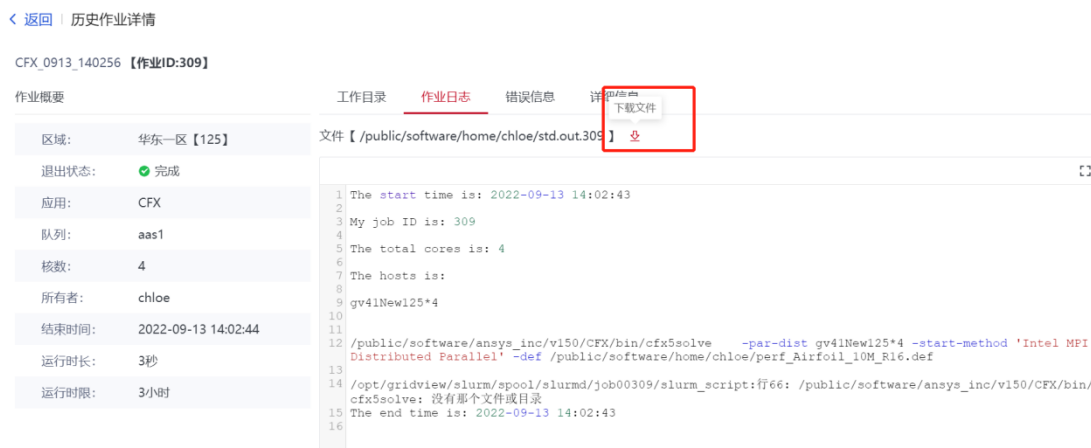 返回 | 历史作业详情
CFX_0913_140256 【作业ID:309】
作业概要
区域: 华东一区【125】
退出状态: 完成
应用: CFX
队列: aas1
核数: 4
所有者: chloe
结束时间: 2022-09-13 14:02:44
运行时长: 3秒
运行时限: 3小时
工作目录 作业日志 错误信息 详细信息
下载文件
文件【 /public/software/home/chloe/std.out.309 】
1 The start time is: 2022-09-13 14:02:43
2
3 My job ID is: 309
4
5 The total cores is: 4
6
7 The hosts is:
8
9 gv41New125*4
10
11
12 /public/software/ansys_inc/v150/CFX/bin/cfx5solve -par-dist gv41New125*4 -start-method 'Intel MPI
Distributed Parallel' -def /public/software/home/chloe/perf_Airfoil_10M_R16.def
13
14 /opt/gridview/slurm/spool/slurmd/job00309/slurm_script:行66: /public/software/ansys_inc/v150/CFX/bin/
cfx5solve: 没有那个文件或目录
15 The end time is: 2022-09-13 14:02:43
16